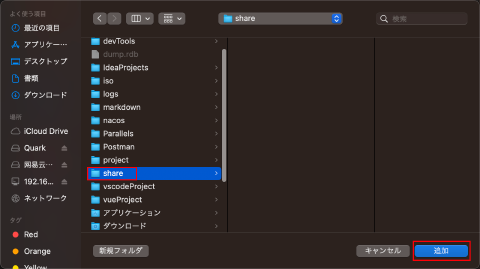 よく使う項目
最近の項目
アプリケー…
デスクトップ
書類
ダウンロード
場所
iCloud Drive
Quark
网易云…
192.16…
ネットワーク
タグ
Red
Orange
Yellow
share
検索
devTools
dump.rdb
IdeaProjects
iso
logs
markdown
nacos
Parallels
Postman
project
share
vscodeProject
vueProject
アプリケーション
ダウンロード
新規フォルダ
キャンセル
追加